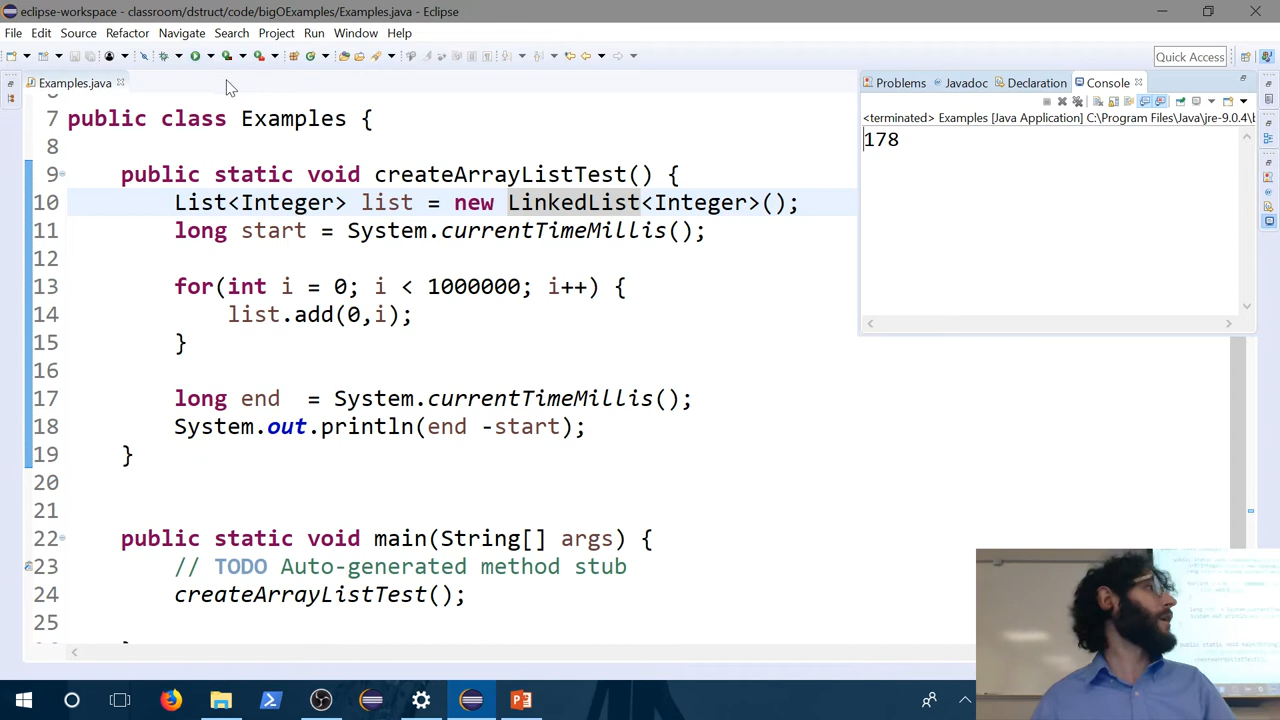 eclipse-workspace - classroom/dstruct/code/bigOExamples/Examples.java - Eclipse
File Edit Source Refactor Navigate Search Project Run Window Help
Quick Access
Examples.java
Problems Javadoc Declaration Console
<terminated> Examples [Java Application] C:\Program Files\Java\jre-9.0.4\b
178
7 public class Examples {
8
9 public static void createArrayListTest() {
10 List<Integer> list = new LinkedList<Integer>();
11 long start = System.currentTimeMillis();
12
13 for(int i = 0; i < 1000000; i++) {
14 list.add(0,i);
15 }
16
17 long end  = System.currentTimeMillis();
18 System.out.println(end -start);
19 }
20
21
22 public static void main(String[] args) {
23 // TODO Auto-generated method stub
24 createArrayListTest();
25